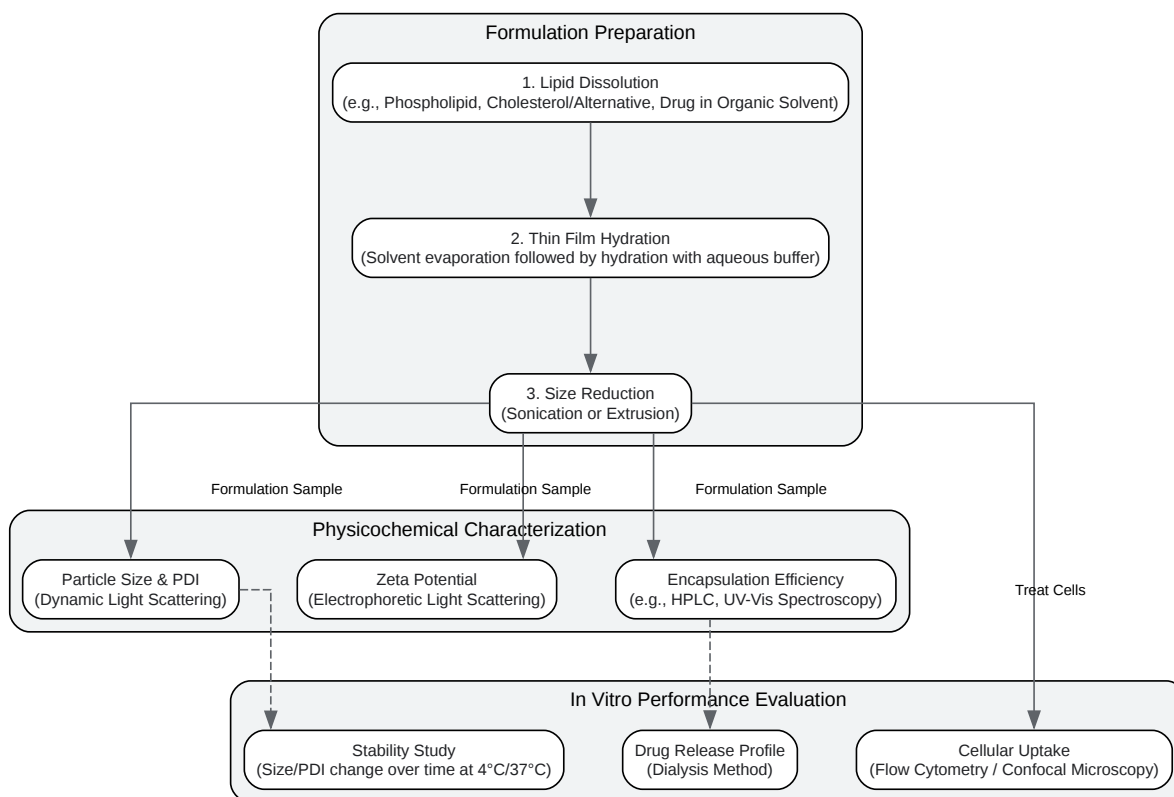 Formulation Preparation
1. Lipid Dissolution
(e.g., Phospholipid, Cholesterol/Alternative, Drug in Organic Solvent)
2. Thin Film Hydration
(Solvent evaporation followed by hydration with aqueous buffer)
3. Size Reduction
(Sonication or Extrusion)
Formulation Sample
Formulation Sample
Formulation Sample
Physicochemical Characterization
Particle Size & PDI
(Dynamic Light Scattering)
Zeta Potential
(Electrophoretic Light Scattering)
Encapsulation Efficiency
(e.g., HPLC, UV-Vis Spectroscopy)
Treat Cells
In Vitro Performance Evaluation
Stability Study
(Size/PDI change over time at 4°C/37°C)
Drug Release Profile
(Dialysis Method)
Cellular Uptake
(Flow Cytometry / Confocal Microscopy)